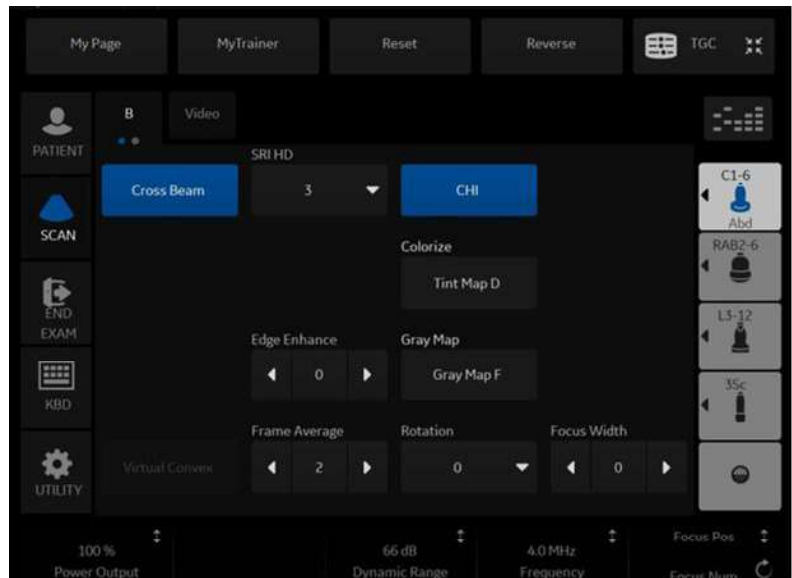 My Page
MyTrainer
Reset
Reverse
TGC
B
Video
PATIENT
SRI HD
Cross Beam
3
CHI
C1-6
Abd
SCAN
Colorize
Tint Map D
RAB2-6
END
EXAM
Edge Enhance
Gray Map
0
Gray Map F
L3-12
KBD
3Sc
Frame Average
Rotation
Focus Width
Virtual Convex
2
0
0
UTILITY
100 %
66 dB
4.0 MHz
Focus Pos
Power Output
Dynamic Range
Frequency
Focus Num